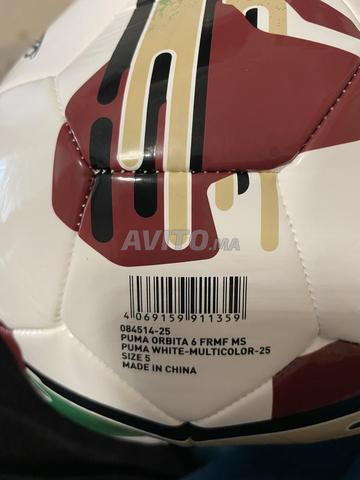 AVITO.MA
4 069159 911359
084514-25
PUMA ORBITA 6 FRMF MS
PUMA WHITE-MULTICOLOR-25
SIZE 5
MADE IN CHINA